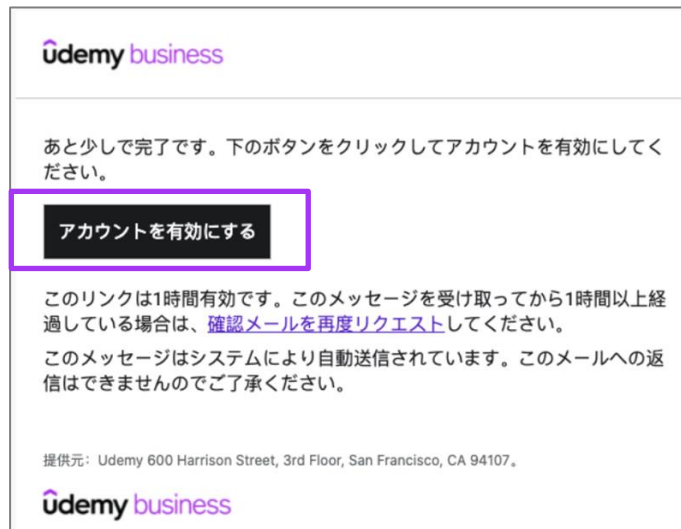 ûdemy business
あと少しで完了です。下のボタンをクリックしてアカウントを有効にしてく
ださい。
アカウントを有効にする
このリンクは1時間有効です。このメッセージを受け取ってから1時間以上経
過している場合は、確認メールを再度リクエストしてください。
このメッセージはシステムにより自動送信されています。このメールへの返
信はできませんのでご了承ください。
提供元：Udemy 600 Harrison Street, 3rd Floor, San Francisco, CA 94107。
ûdemy business